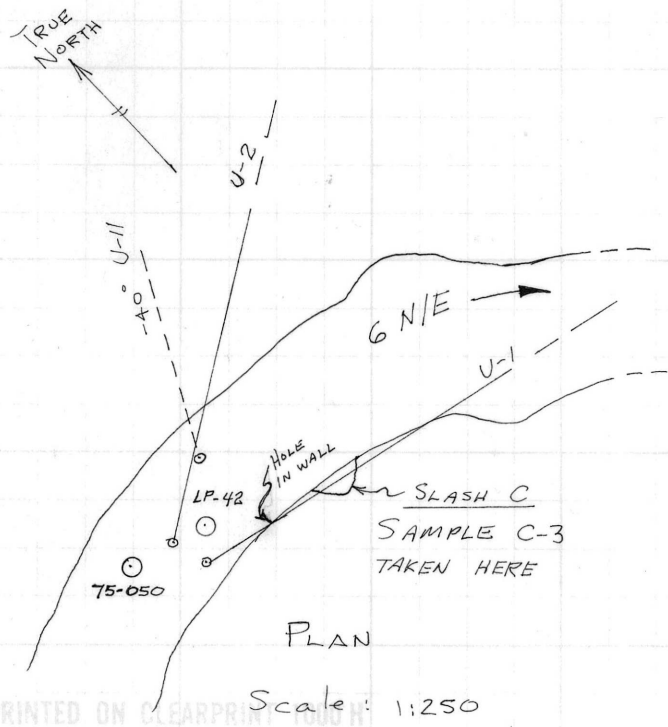 TRUE
NORTH
U-2
-40° U-11
6 N/E
U-1
HOLE
IN WALL
LP-42
SLASH C
SAMPLE C-3
TAKEN HERE
75-050
PLAN
Scale: 1:250
RINTED ON CLEARPRINT 1000 H